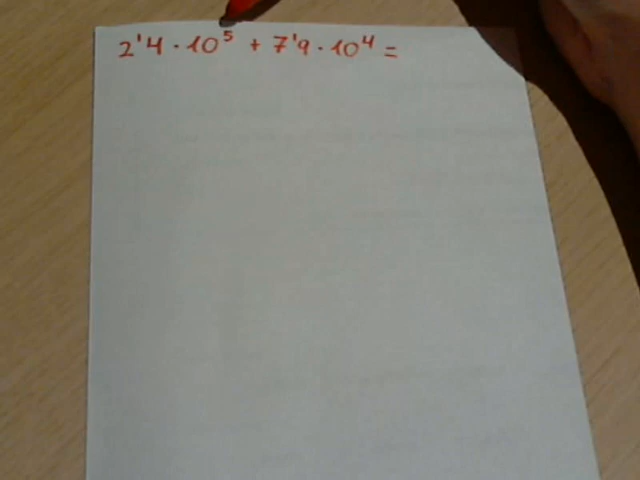 2'4 · 10⁵ + 7'9 · 10⁴ =